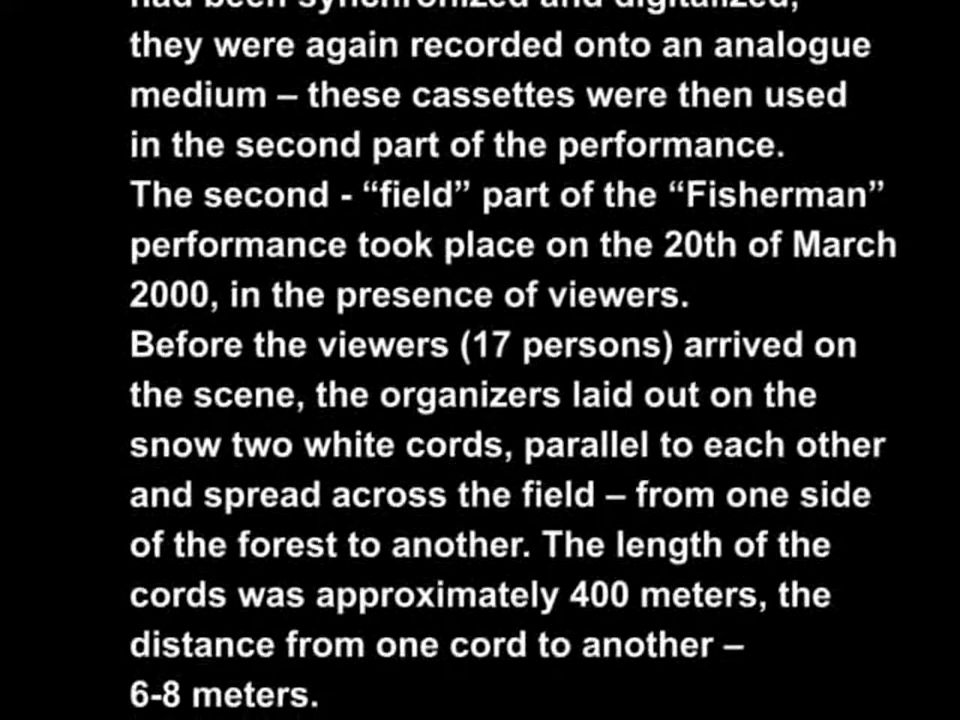 had been synchronized and digitalized,
they were again recorded onto an analogue
medium – these cassettes were then used
in the second part of the performance.
The second - “field” part of the “Fisherman”
performance took place on the 20th of March
2000, in the presence of viewers.
Before the viewers (17 persons) arrived on
the scene, the organizers laid out on the
snow two white cords, parallel to each other
and spread across the field – from one side
of the forest to another. The length of the
cords was approximately 400 meters, the
distance from one cord to another –
6-8 meters.